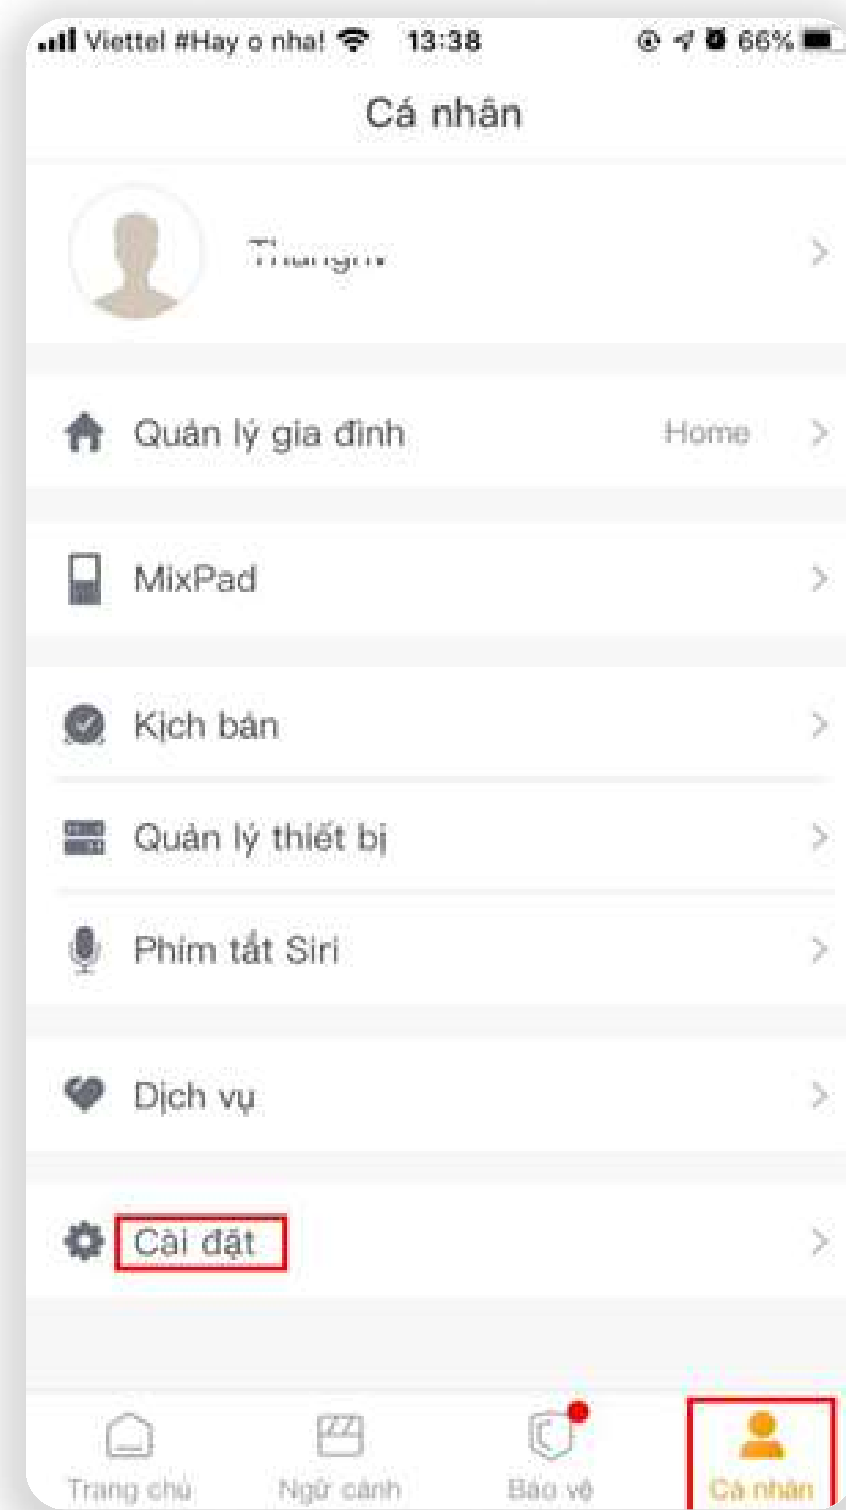 Viettel #Hay o nha! 13:38 66%
Cá nhân
Quản lý gia đình Home
MixPad
Kịch bản
Quản lý thiết bị
Phím tắt Siri
Dịch vụ
Cài đặt
Trang chủ Ngữ cảnh Bảo vệ Cá nhân